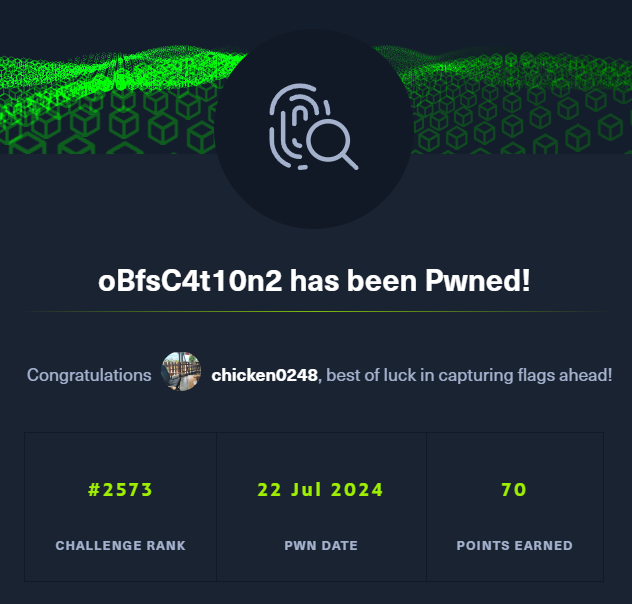 oBfsC4t10n2 has been Pwned!
Congratulations chicken0248, best of luck in capturing flags ahead!
#2573 22 Jul 2024 70
CHALLENGE RANK PWN DATE POINTS EARNED